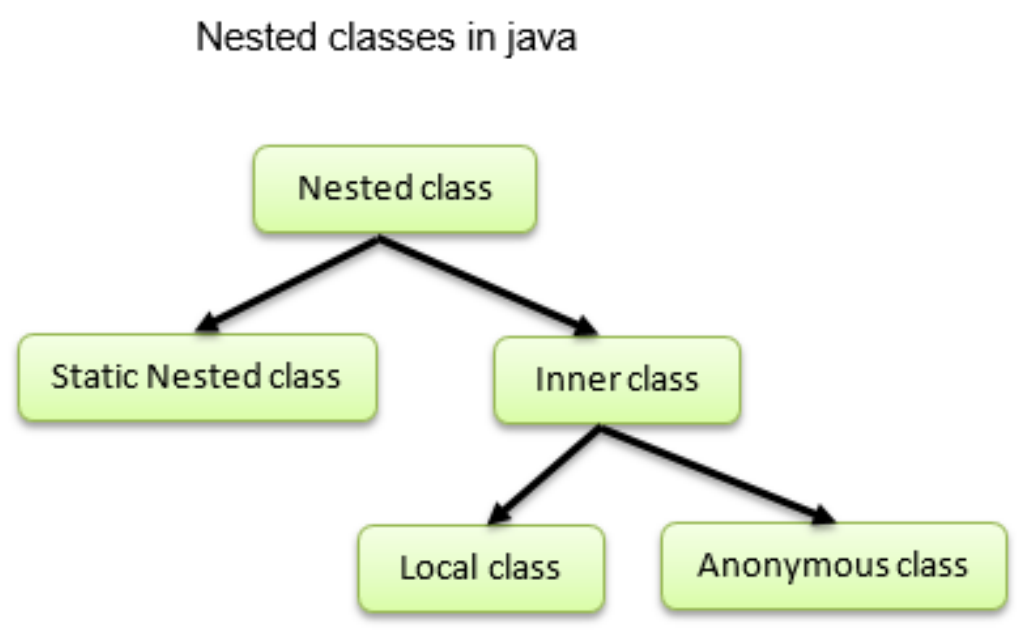 Nested classes in java
Nested class
Static Nested class
Inner class
Local class
Anonymous class